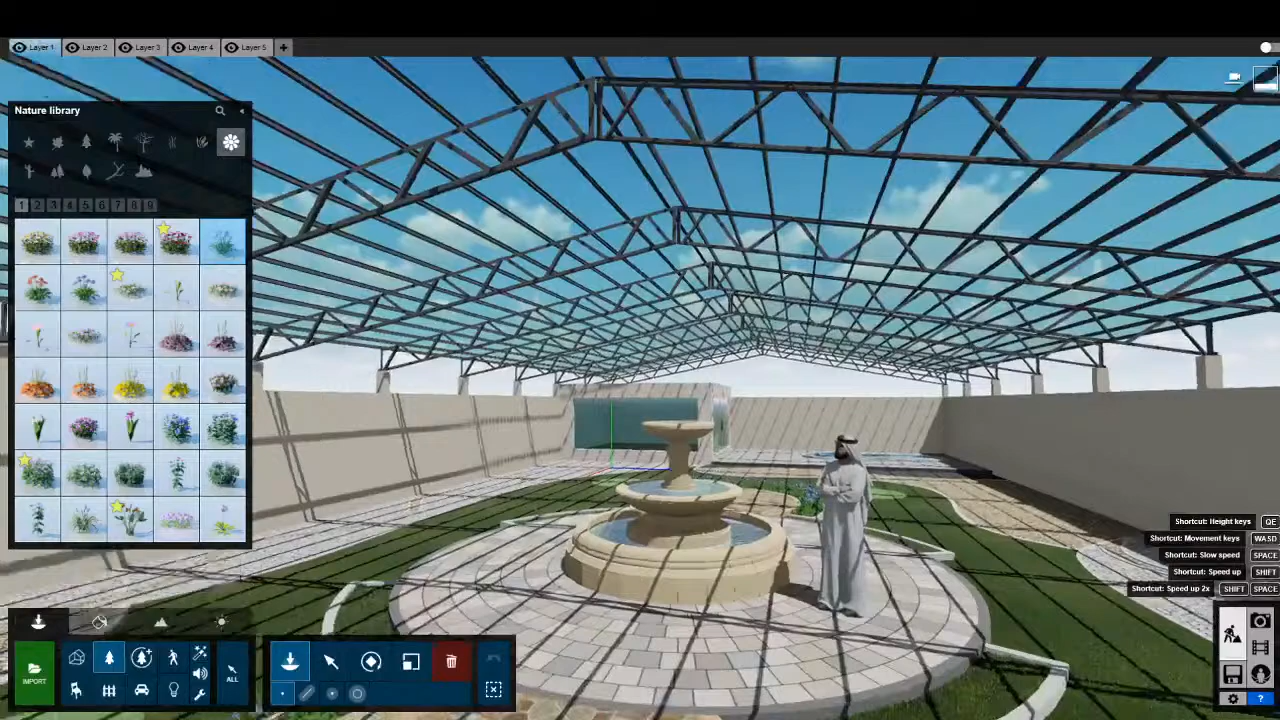 Layer 1 Layer 2 Layer 3 Layer 4 Layer 5 +
Nature library
1 2 3 4 5 6 7 8 9
Shortcut: Height keys QE
Shortcut: Movement keys WASD
Shortcut: Slow speed SPACE
Shortcut: Speed up SHIFT
Shortcut: Speed up 2x SHIFT SPACE
IMPORT
ALL
?